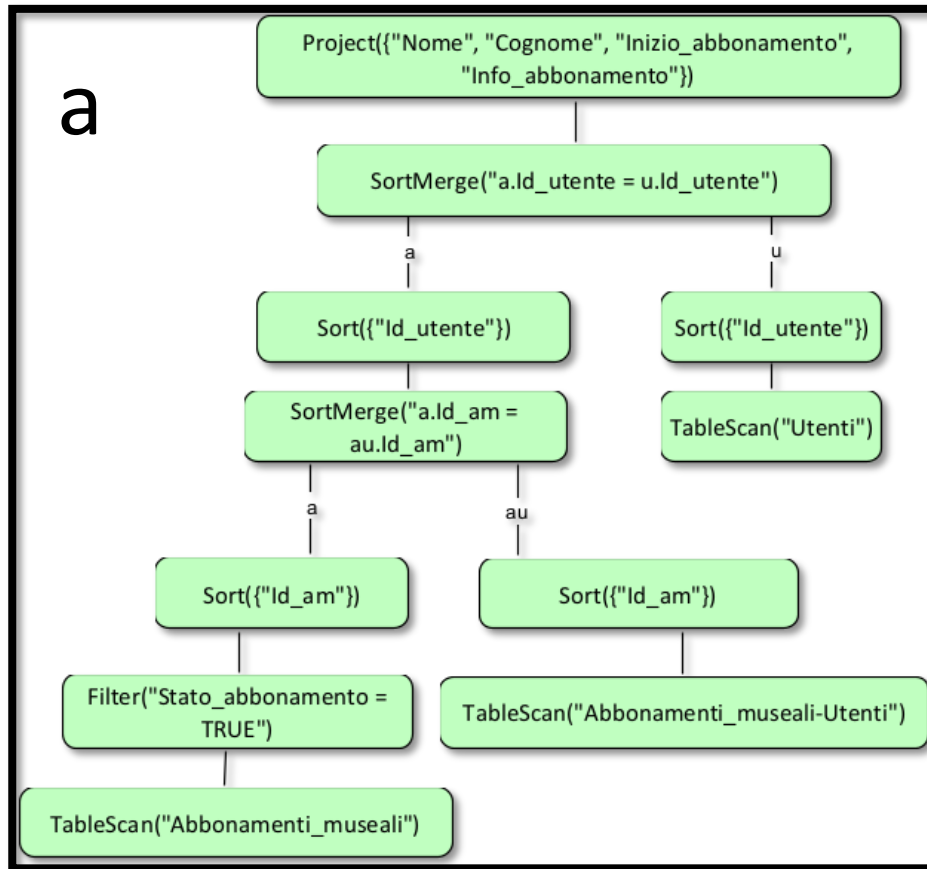 Project({"Nome", "Cognome", "Inizio_abbonamento",
"Info_abbonamento"})
a
SortMerge("a.Id_utente = u.Id_utente")
a
u
Sort({"Id_utente"})
Sort({"Id_utente"})
SortMerge("a.Id_am =
au.Id_am")
TableScan("Utenti")
a
au
Sort({"Id_am"})
Sort({"Id_am"})
Filter("Stato_abbonamento =
TRUE")
TableScan("Abbonamenti_museali-Utenti")
TableScan("Abbonamenti_museali")